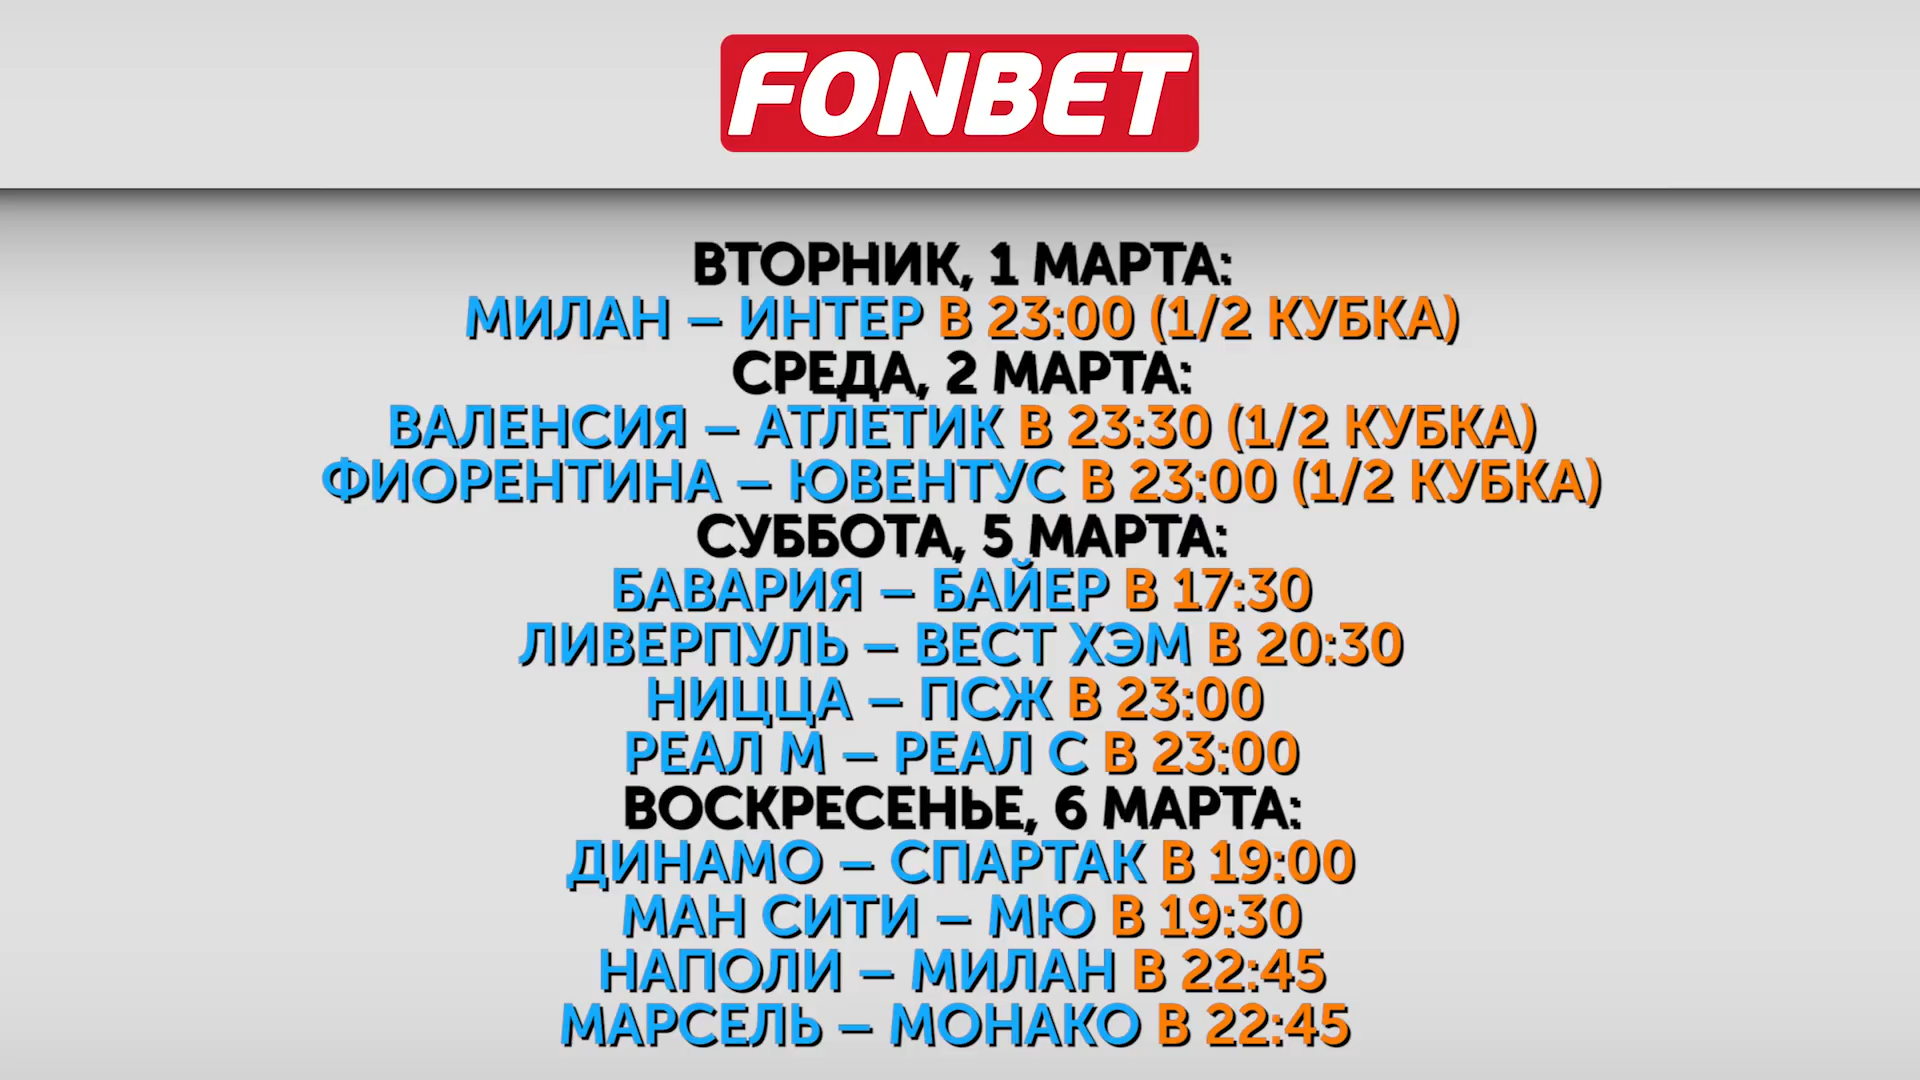 FONBET
ВТОРНИК, 1 МАРТА:
МИЛАН – ИНТЕР В 23:00 (1/2 КУБКА)
СРЕДА, 2 МАРТА:
ВАЛЕНСИЯ – АТЛЕТИК В 23:30 (1/2 КУБКА)
ФИОРЕНТИНА – ЮВЕНТУС В 23:00 (1/2 КУБКА)
СУББОТА, 5 МАРТА:
БАВАРИЯ – БАЙЕР В 17:30
ЛИВЕРПУЛЬ – ВЕСТ ХЭМ В 20:30
НИЦЦА – ПСЖ В 23:00
РЕАЛ М – РЕАЛ С В 23:00
ВОСКРЕСЕНЬЕ, 6 МАРТА:
ДИНАМО – СПАРТАК В 19:00
МАН СИТИ – МЮ В 19:30
НАПОЛИ – МИЛАН В 22:45
МАРСЕЛЬ – МОНАКО В 22:45